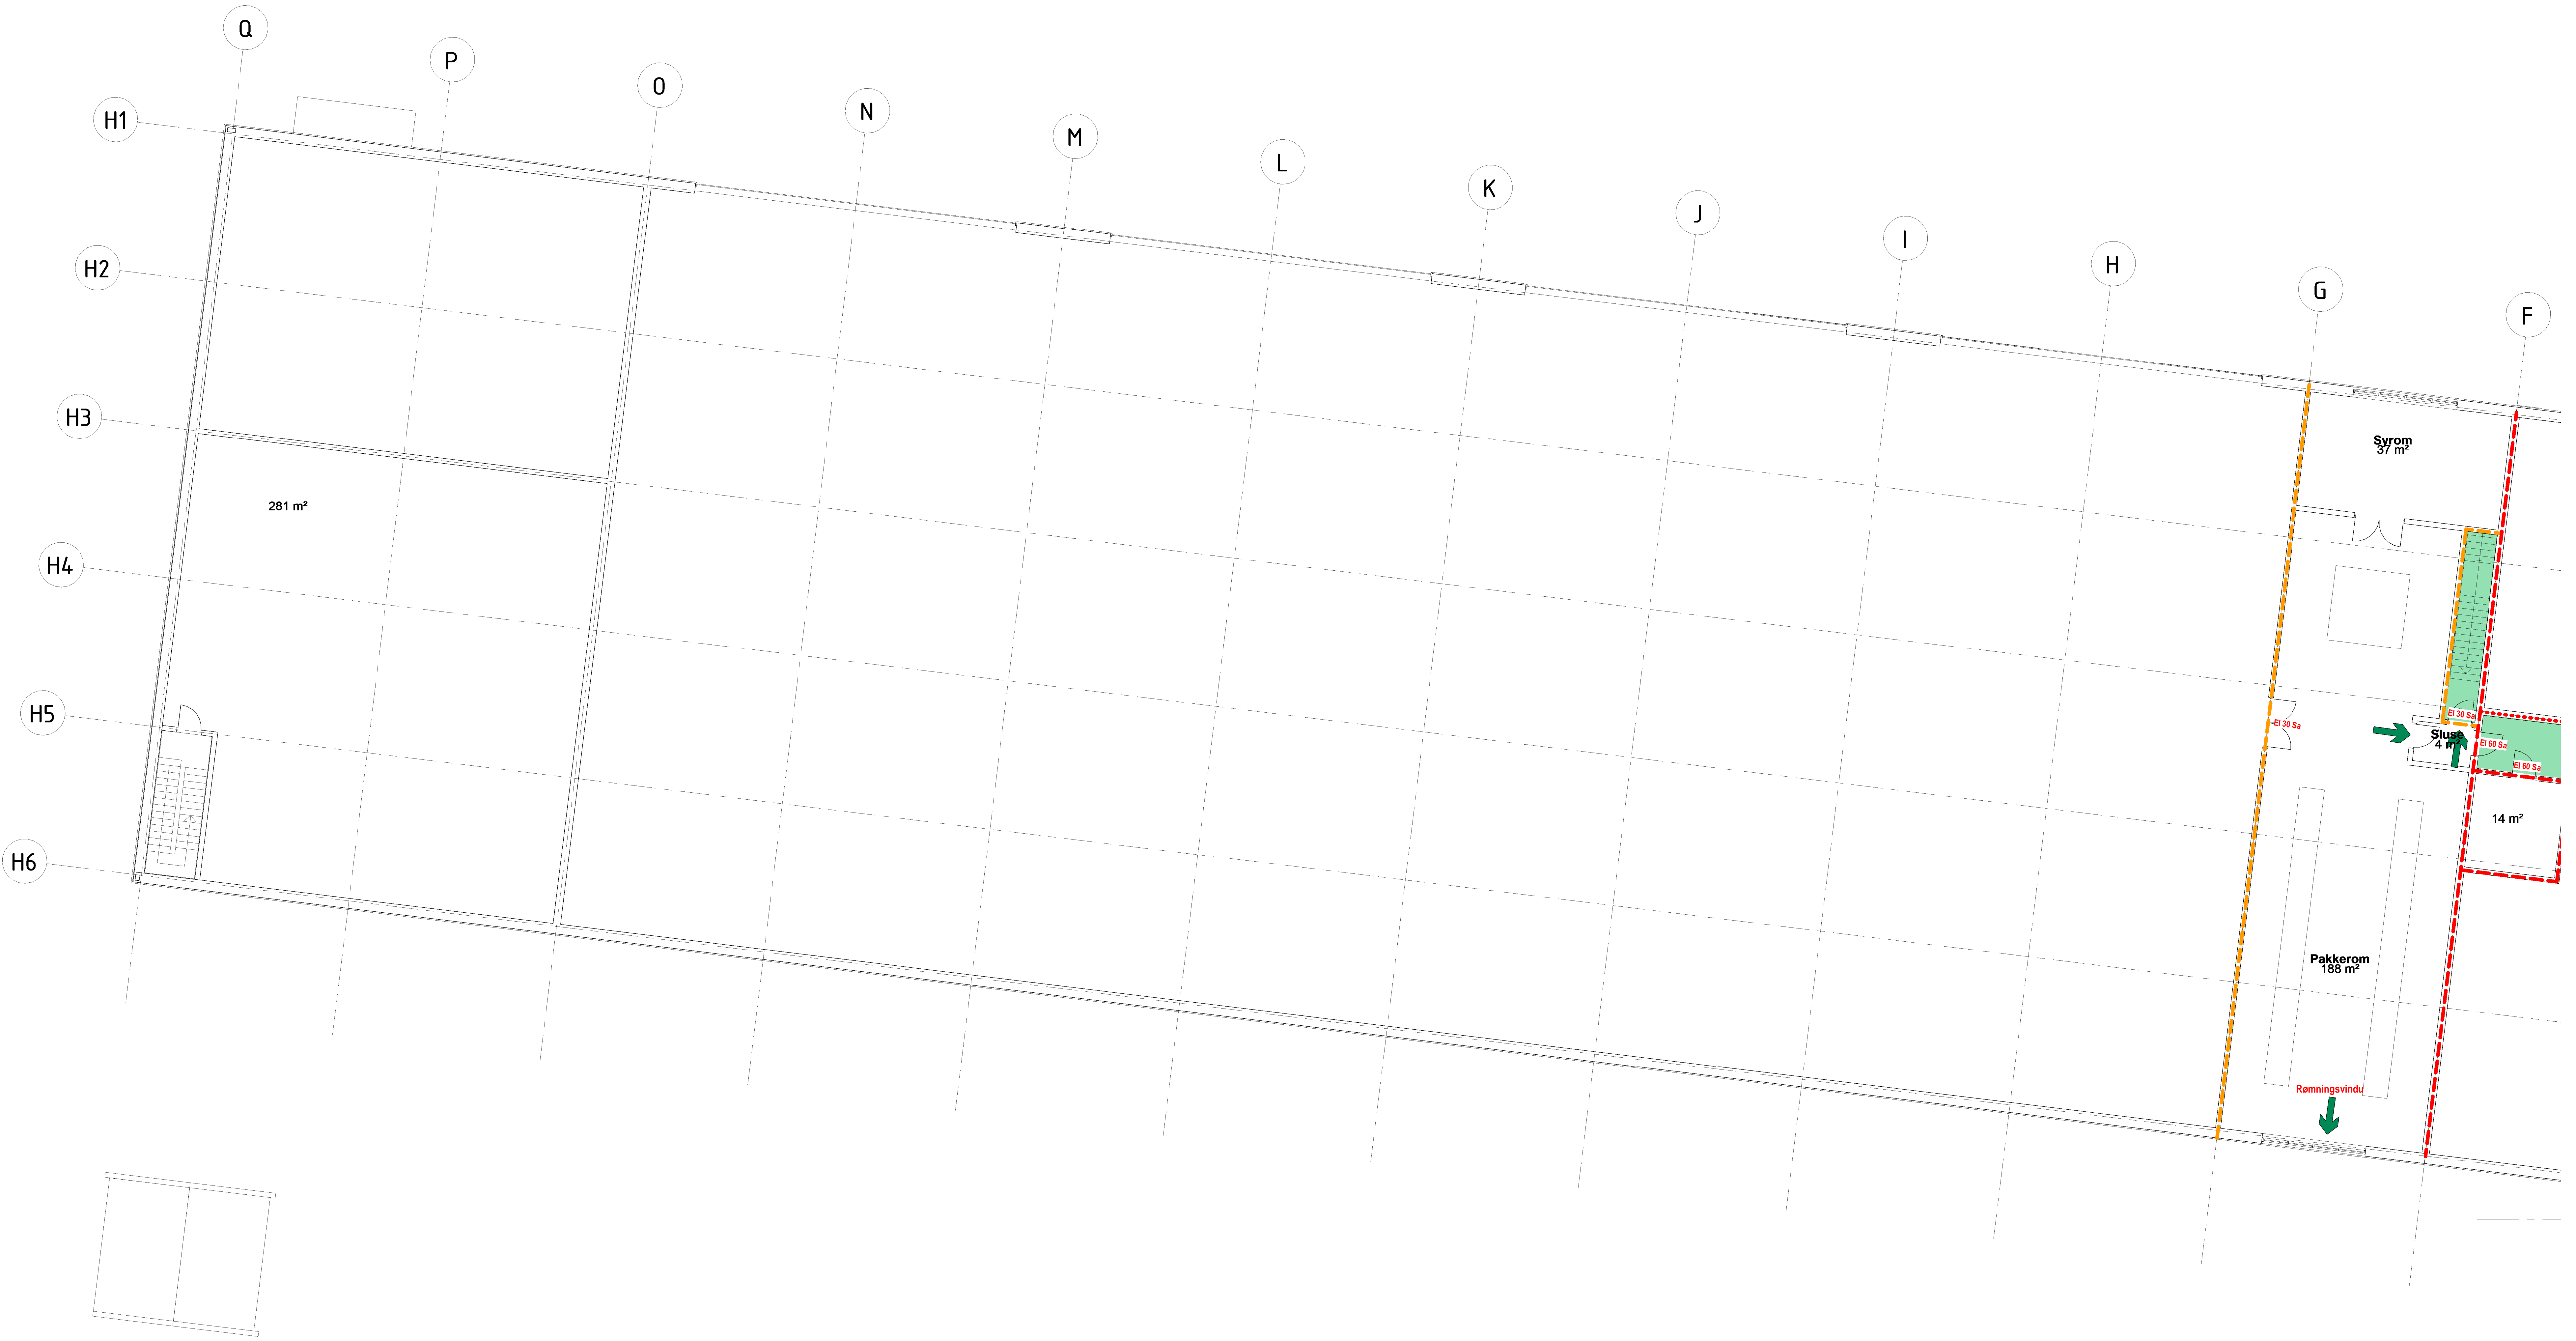 Q
P
O
N
M
L
K
J
I
H
G
F
H1
H2
H3
H4
H5
H6
281 m²
Syrom
37 m²
EI 30 Sa
EI 30 Sa
Sluse
4 m²
EI 60 Sa
EI 60 Sa
14 m²
Pakkerom
188 m²
Rømningsvindu